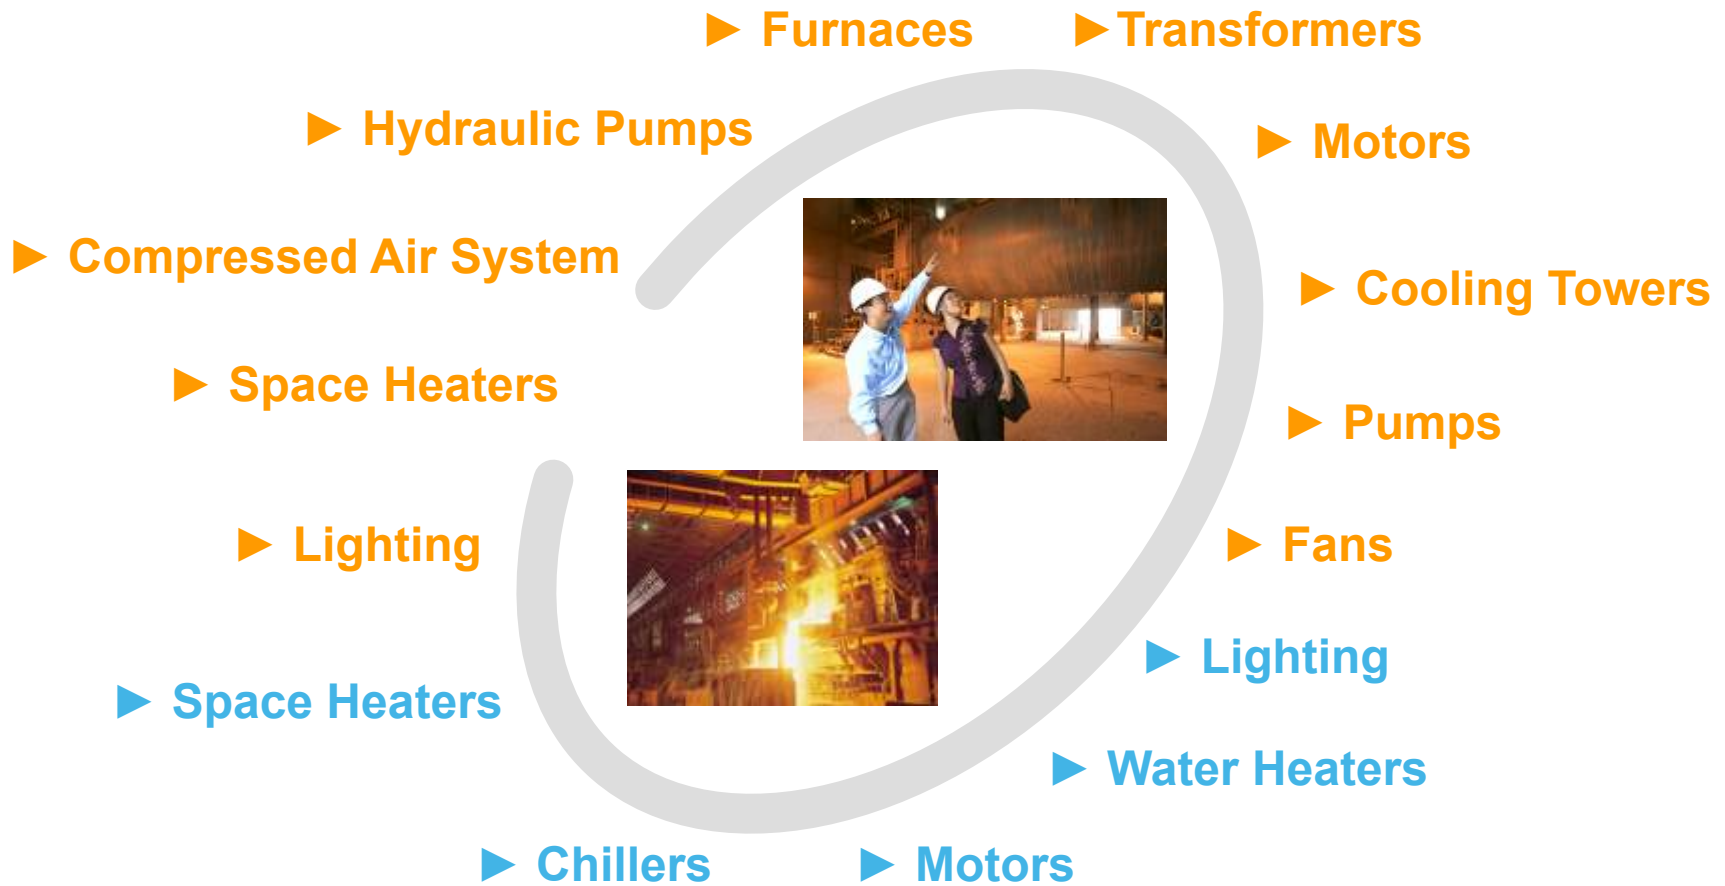 ► Furnaces
►Transformers
► Hydraulic Pumps
► Motors
► Compressed Air System
► Cooling Towers
► Space Heaters
► Pumps
► Lighting
► Fans
► Lighting
► Space Heaters
► Water Heaters
► Chillers
► Motors